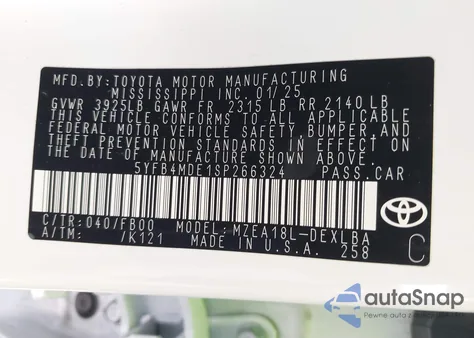 MFD.BY:TOYOTA MOTOR MANUFACTURING
MISSISSIPPI INC.01/25
GVWR 3925LB GAWR FR 2315 LB RR 2140 LB
THIS VEHICLE CONFORMS TO ALL APPLICABLE
FEDERAL MOTOR VEHICLE SAFETY, BUMPER, AND
THEFT PREVENTION STANDARDS IN EFFECT
ON THE DATE OF MANUFACTURE SHOWN ABOVE.
5YFB4MDE1SP266324 PASS.CAR
C/TR:040/FB00 MODEL:MZEA18L-DEXLBA
A/TM: /K121 MADE IN U.S.A. 258
TOYOTA
C
autoSnap